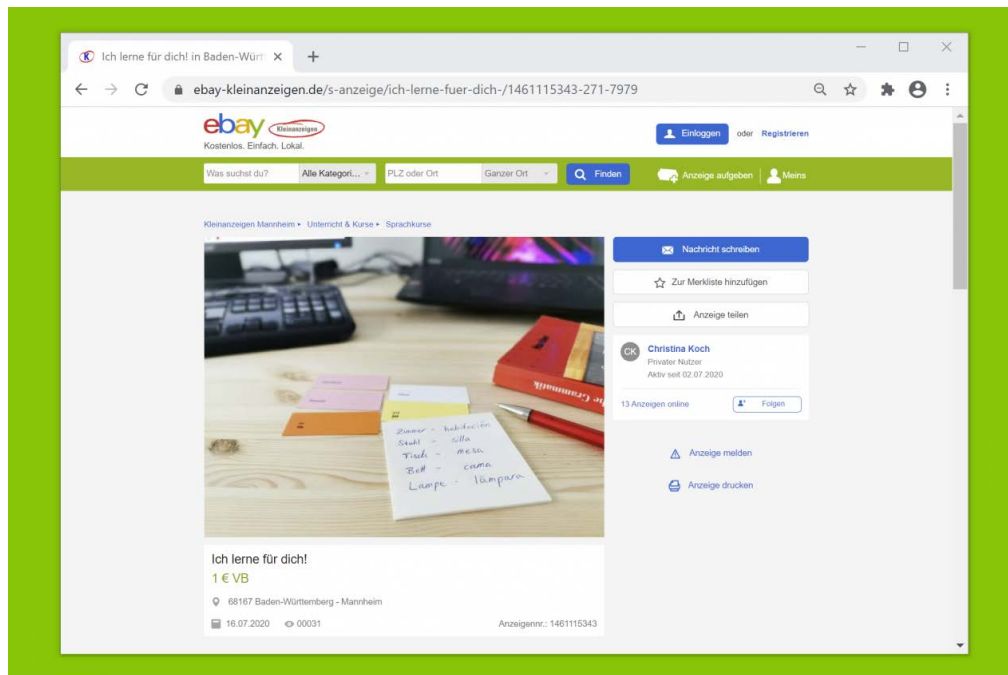 Ich lerne für dich! in Baden-Würt
ebay-kleinanzeigen.de/s-anzeige/ich-lerne-fuer-dich-/1461115343-271-7979
ebay Kleinanzeigen
Kostenlos. Einfach. Lokal.
Einloggen oder Registrieren
Was suchst du? Alle Kategori... PLZ oder Ort Ganzer Ort Finden Anzeige aufgeben Meins
Kleinanzeigen Mannheim Unterricht & Kurse Sprachkurse
Nachricht schreiben
Zur Merkliste hinzufügen
Anzeige teilen
CK Christina Koch
Privater Nutzer
Aktiv seit 02.07.2020
13 Anzeigen online Folgen
Anzeige melden
Anzeige drucken
Grammatik
Zimmer - habitación
Stuhl - silla
Tisch - mesa
Bett - cama
Lampe - lámpara
Ich lerne für dich!
1 € VB
68167 Baden-Württemberg - Mannheim
16.07.2020 00031 Anzeigennr.: 1461115343